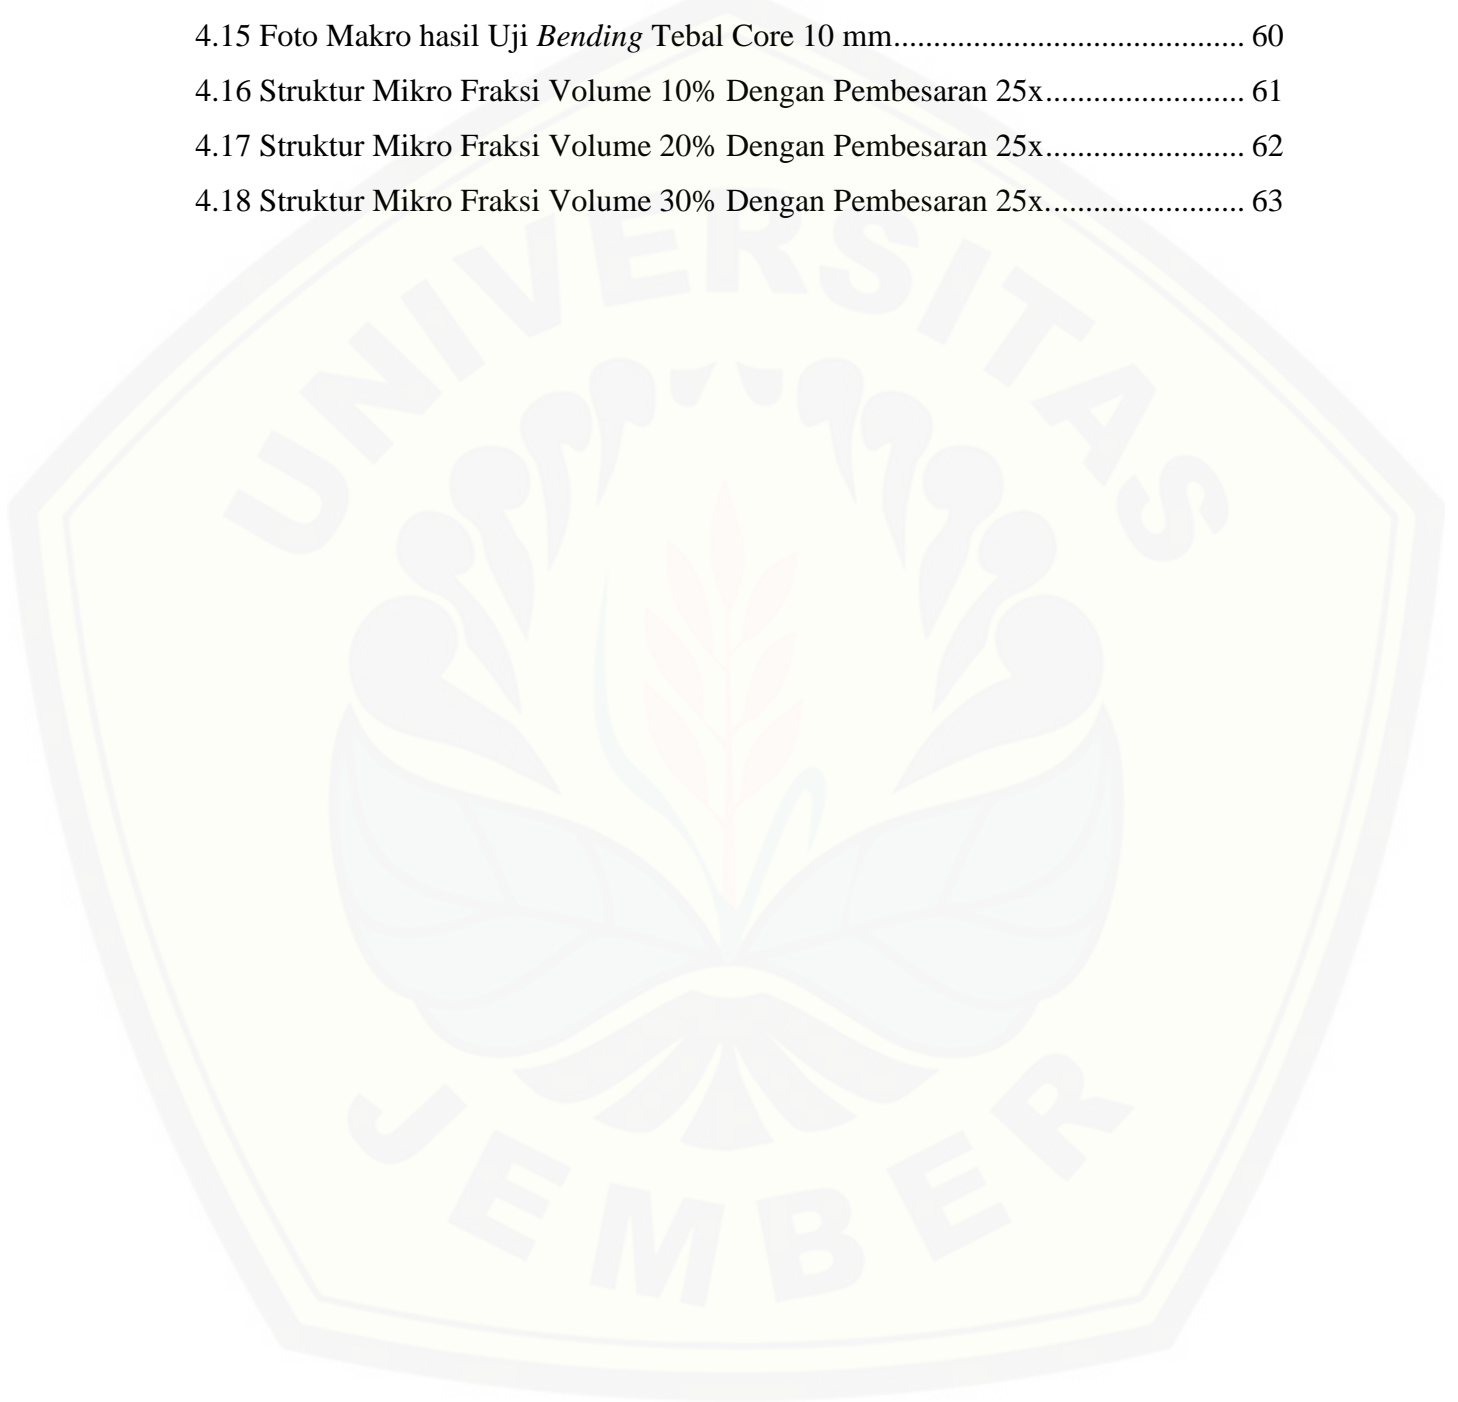 4.15 Foto Makro hasil Uji Bending Tebal Core 10 mm............................................ 60
4.16 Struktur Mikro Fraksi Volume 10% Dengan Pembesaran 25x......................... 61
4.17 Struktur Mikro Fraksi Volume 20% Dengan Pembesaran 25x......................... 62
4.18 Struktur Mikro Fraksi Volume 30% Dengan Pembesaran 25x......................... 63
UNIVERSITAS
JEMBER